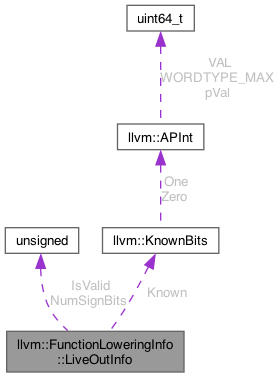 uint64_t
VAL
WORDTYPE_MAX
pVal
llvm::APInt
One
Zero
unsigned
llvm::KnownBits
IsValid
NumSignBits
Known
llvm::FunctionLoweringInfo
::LiveOutInfo